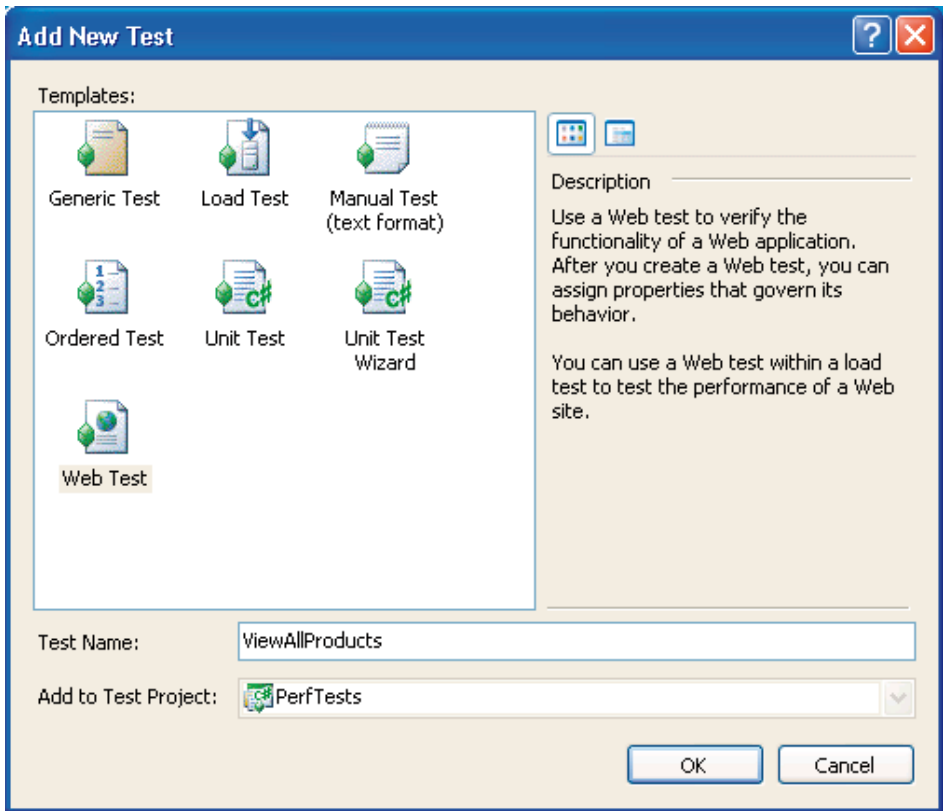 Add New Test
?
Templates:
Generic Test
Load Test
Manual Test
(text format)
1
2
3
Ordered Test
C#
Unit Test
C#
Unit Test
Wizard
Web Test
Description
Use a Web test to verify the
functionality of a Web application.
After you create a Web test, you can
assign properties that govern its
behavior.
You can use a Web test within a load
test to test the performance of a Web
site.
Test Name:
ViewAllProducts
Add to Test Project:
C#
PerfTests
OK
Cancel